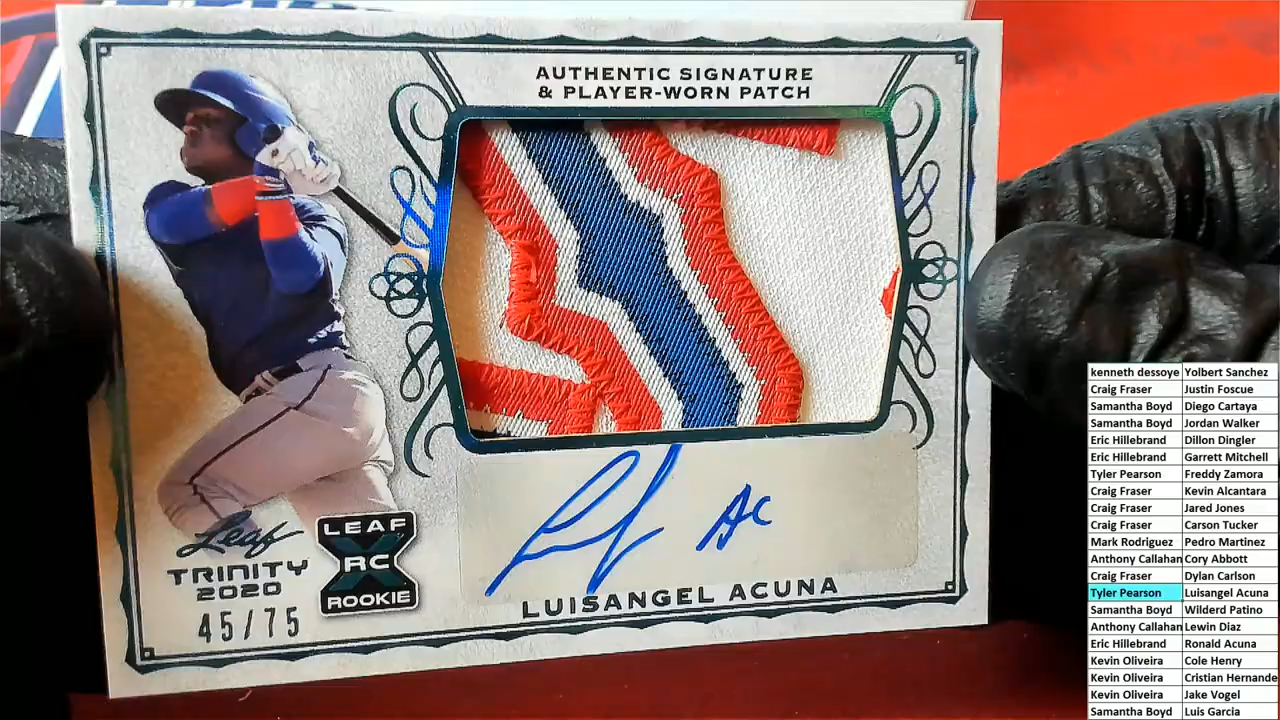 AUTHENTIC SIGNATURE
& PLAYER-WORN PATCH
Leaf
TRINITY
2020
45/75
LEAF
RC
ROOKIE
LUISANGEL ACUNA
kenneth dessoye Yolbert Sanchez
Craig Fraser Justin Foscue
Samantha Boyd Diego Cartaya
Samantha Boyd Jordan Walker
Eric Hillebrand Dillon Dingler
Eric Hillebrand Garrett Mitchell
Tyler Pearson Freddy Zamora
Craig Fraser Kevin Alcantara
Craig Fraser Jared Jones
Craig Fraser Carson Tucker
Mark Rodriguez Pedro Martinez
Anthony Callahan Cory Abbott
Craig Fraser Dylan Carlson
Tyler Pearson Luisangel Acuna
Samantha Boyd Wilderd Patino
Anthony Callahan Lewin Diaz
Eric Hillebrand Ronald Acuna
Kevin Oliveira Cole Henry
Kevin Oliveira Cristian Hernande
Kevin Oliveira Jake Vogel
Samantha Boyd Luis Garcia